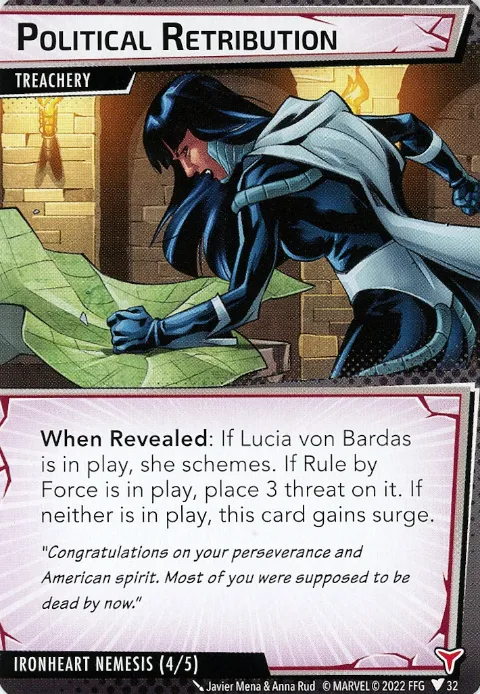 POLITICAL RETRIBUTION
TREACHERY
When Revealed: If Lucia von Bardas
is in play, she schemes. If Rule by
Force is in play, place 3 threat on it. If
neither is in play, this card gains surge.
"Congratulations on your perseverance and
American spirit. Most of you were supposed to be
dead by now."
IRONHEART NEMESIS (4/5)
Javier Mena & Anna Rud © MARVEL © 2022 FFG 32